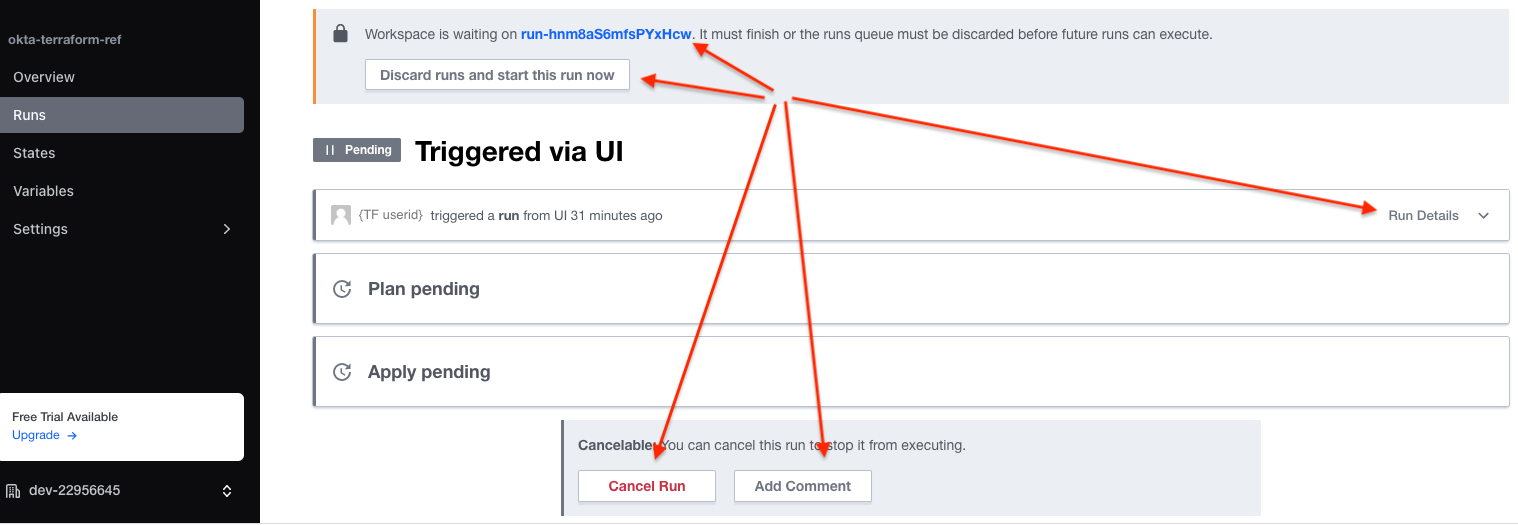 okta-terraform-ref
Overview
Runs
States
Variables
Settings
Free Trial Available
Upgrade →
dev-22956645
Workspace is waiting on run-hnm8aS6mfsPYxHcw. It must finish or the runs queue must be discarded before future runs can execute.
Discard runs and start this run now
Pending
Triggered via UI
{TF userid} triggered a run from UI 31 minutes ago
Run Details
Plan pending
Apply pending
Cancelable: You can cancel this run to stop it from executing.
Cancel Run
Add Comment